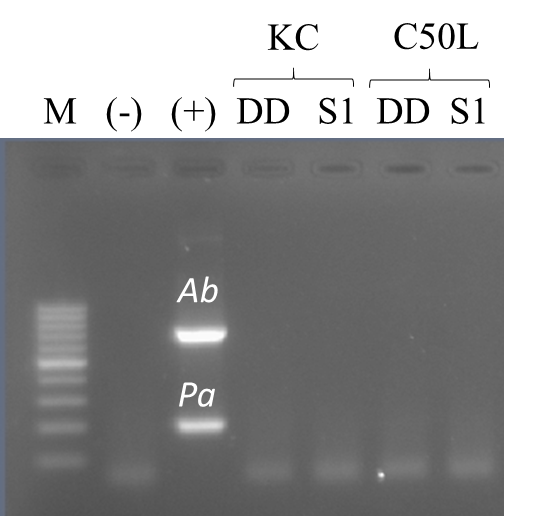 KC C50L
M (-) (+) DD S1 DD S1
Ab
Pa